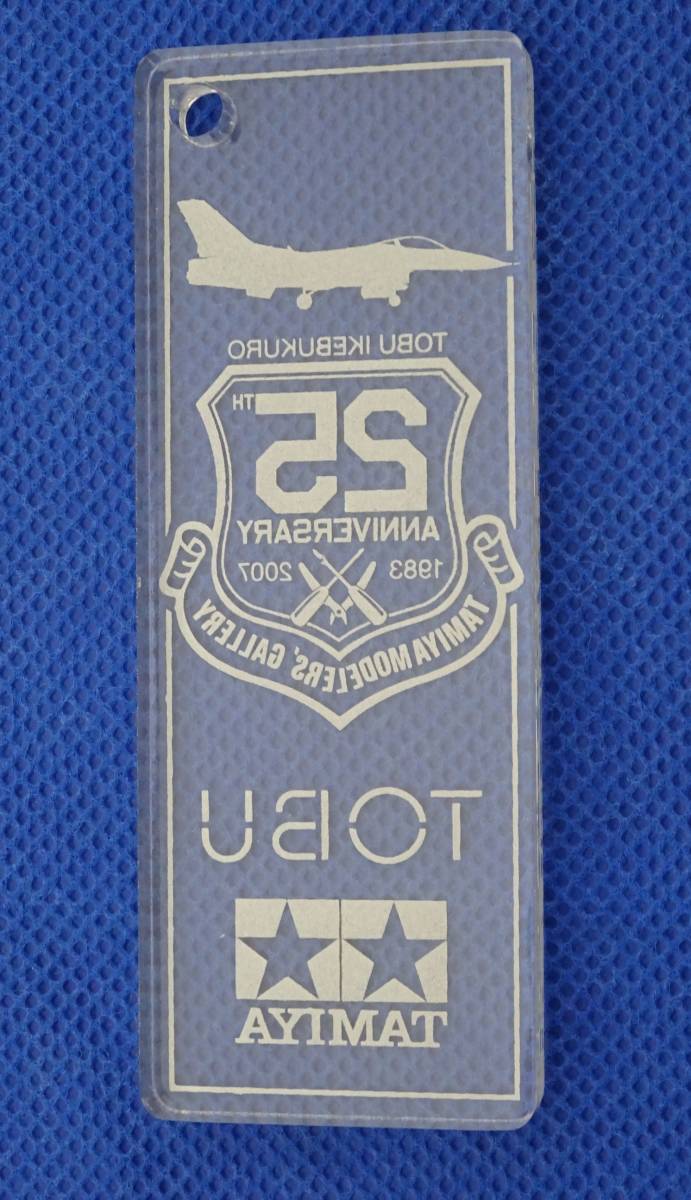 TOBU IKEBUKURO
25TH
ANNIVERSARY
1983 2007
TAMIYA MODELERS' GALLERY
TOBU
TAMIYA